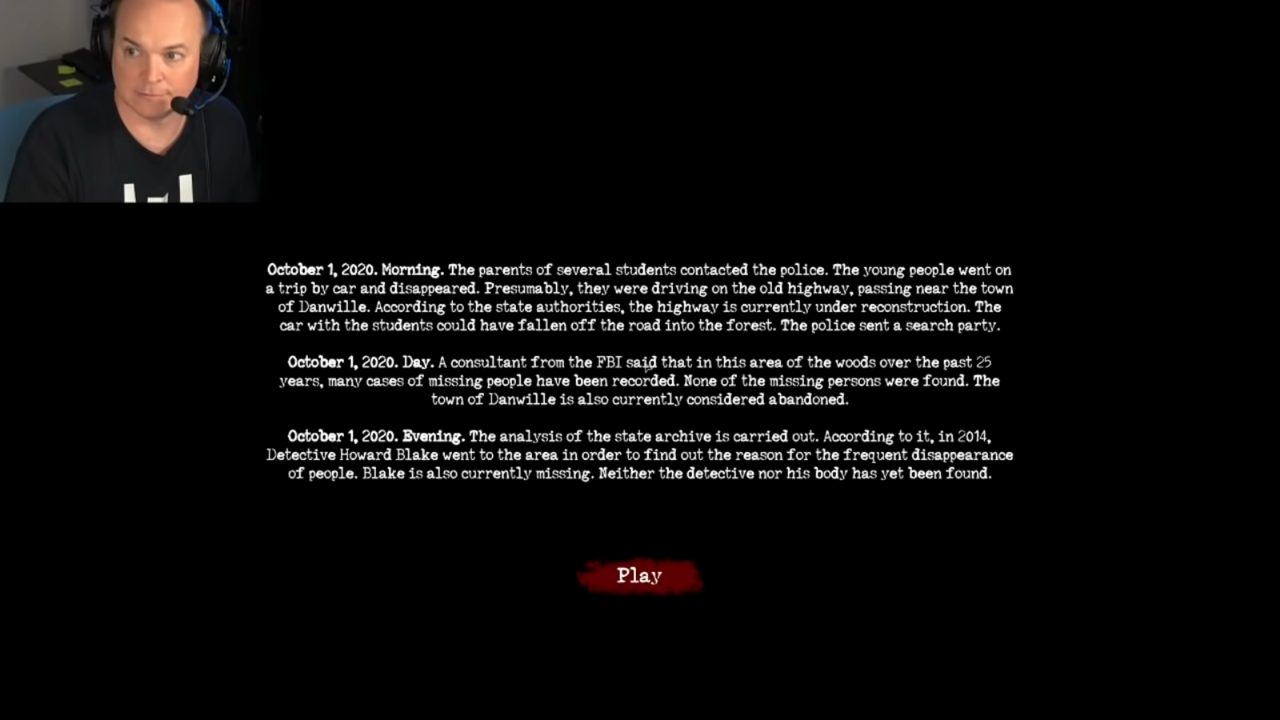 October 1, 2020. Morning. The parents of several students contacted the police. The young people went on
a trip by car and disappeared. Presumably, they were driving on the old highway, passing near the town
of Danwille. According to the state authorities, the highway is currently under reconstruction. The
car with the students could have fallen off the road into the forest. The police sent a search party.
October 1, 2020. Day. A consultant from the FBI said that in this area of the woods over the past 25
years, many cases of missing people have been recorded. None of the missing persons were found. The
town of Danwille is also currently considered abandoned.
October 1, 2020. Evening. The analysis of the state archive is carried out. According to it, in 2014,
Detective Howard Blake went to the area in order to find out the reason for the frequent disappearance
of people. Blake is also currently missing. Neither the detective nor his body has yet been found.
Play